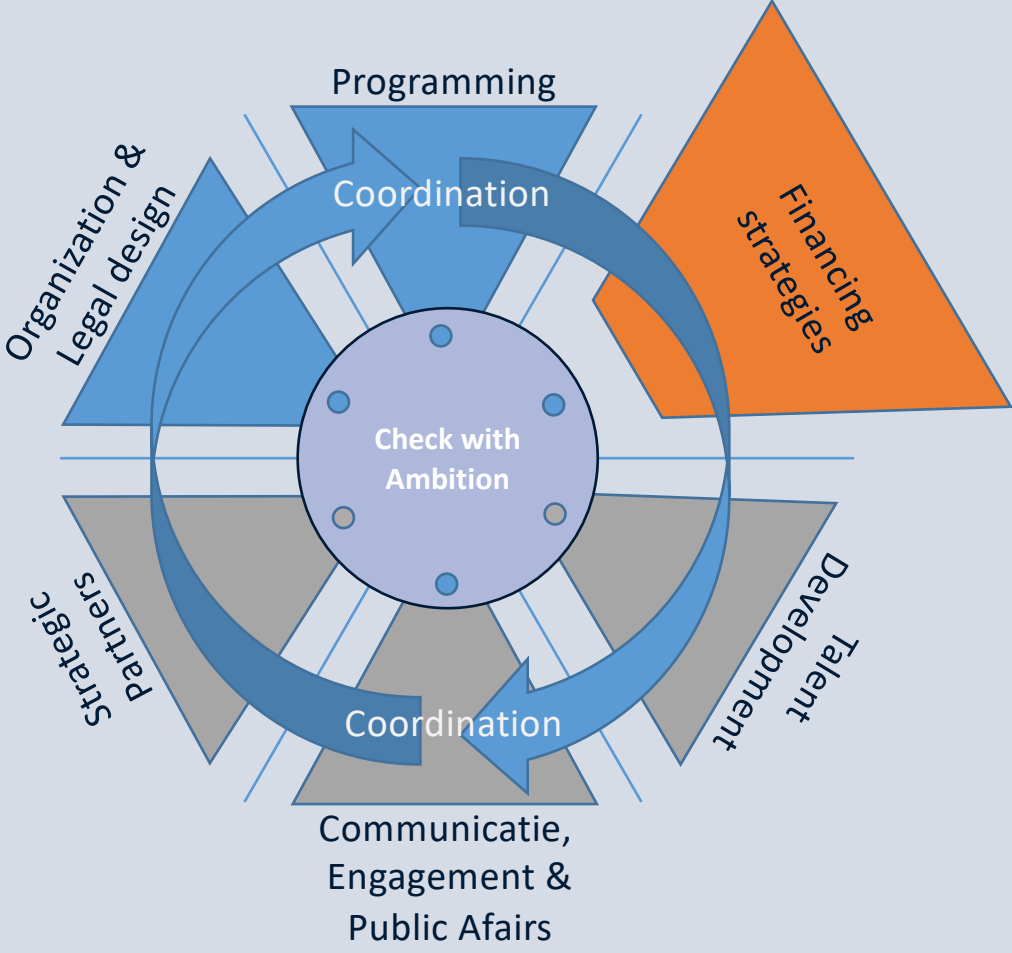 Programming
Organization &
Legal design
Coordination
Financing
strategies
Check with
Ambition
Strategic
Partners
Talent
Development
Coordination
Communicatie,
Engagement &
Public Afairs